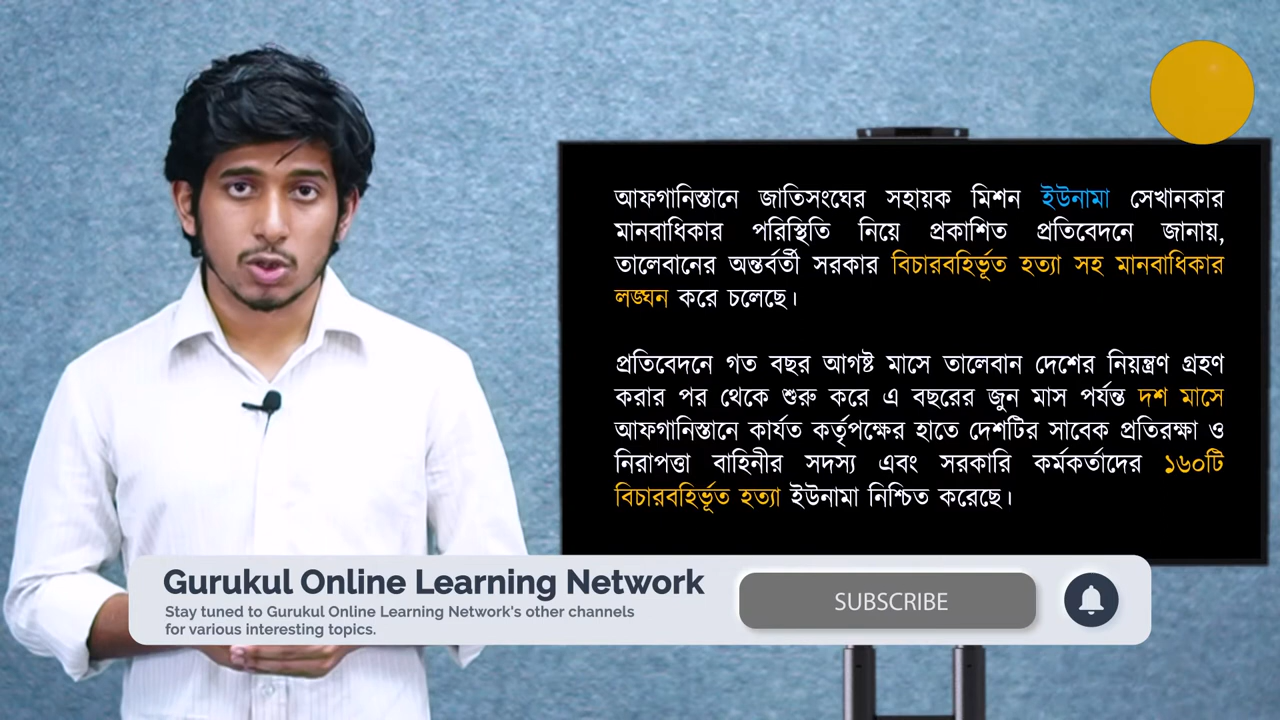 আফগানিস্তানে জাতিসংঘের সহায়ক মিশন ইউনামা সেখানকার
মানবাধিকার পরিস্থিতি নিয়ে প্রকাশিত প্রতিবেদনে জানায়,
তালেবানের অন্তর্বর্তী সরকার বিচারবহির্ভূত হত্যা সহ মানবাধিকার
লঙ্ঘন করে চলেছে।
প্রতিবেদনে গত বছর আগষ্ট মাসে তালেবান দেশের নিয়ন্ত্রণ গ্রহণ
করার পর থেকে শুরু করে এ বছরের জুন মাস পর্যন্ত দশ মাসে
আফগানিস্তানে কার্যত কর্তৃপক্ষের হাতে দেশটির সাবেক প্রতিরক্ষা ও
নিরাপত্তা বাহিনীর সদস্য এবং সরকারি কর্মকর্তাদের ১৬০টি
বিচারবহির্ভূত হত্যা ইউনামা নিশ্চিত করেছে।
Gurukul Online Learning Network
Stay tuned to Gurukul Online Learning Network's other channels
for various interesting topics.
SUBSCRIBE